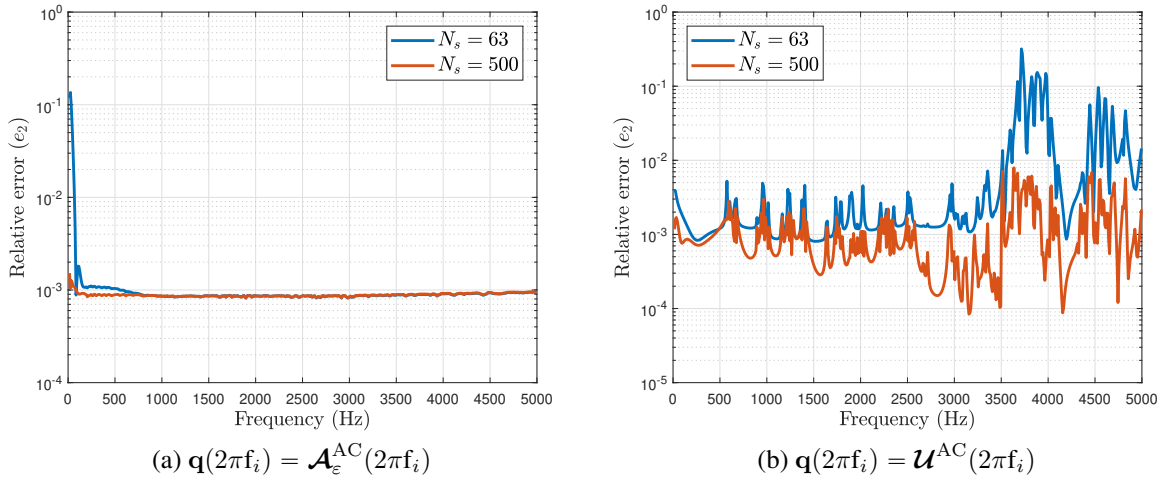 10^0
10^{-1}
10^{-2}
10^{-3}
10^{-4}
Relative error (e_2)
N_s = 63
N_s = 500
0 500 1000 1500 2000 2500 3000 3500 4000 4500 5000
Frequency (Hz)
(a) q(2πf_i) = 𝓐_ε^{AC}(2πf_i)
10^0
10^{-1}
10^{-2}
10^{-3}
10^{-4}
10^{-5}
Relative error (e_2)
N_s = 63
N_s = 500
0 500 1000 1500 2000 2500 3000 3500 4000 4500 5000
Frequency (Hz)
(b) q(2πf_i) = 𝓤^{AC}(2πf_i)